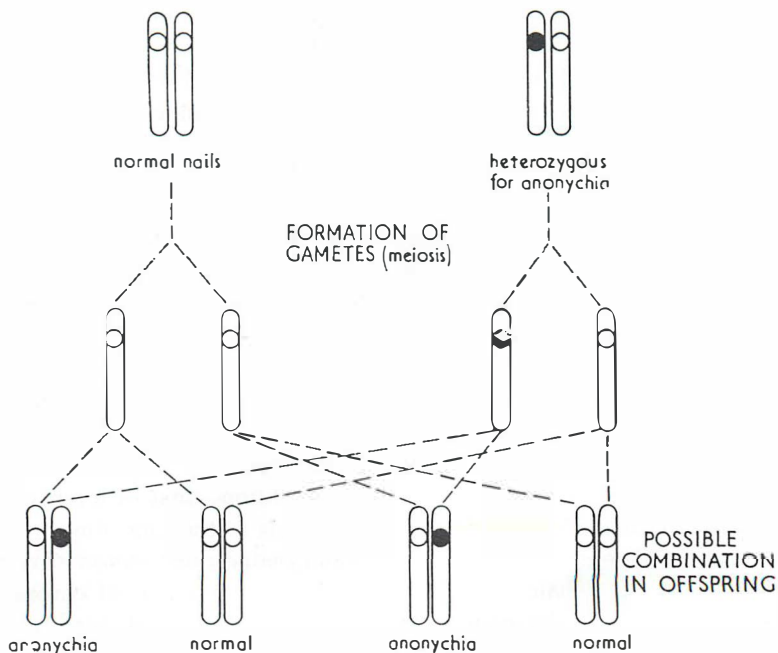 normal nails
heterozygous
for anonychia
FORMATION OF
GAMETES (meiosis)
POSSIBLE
COMBINATION
IN OFFSPRING
anonychia
normal
anonychia
normal